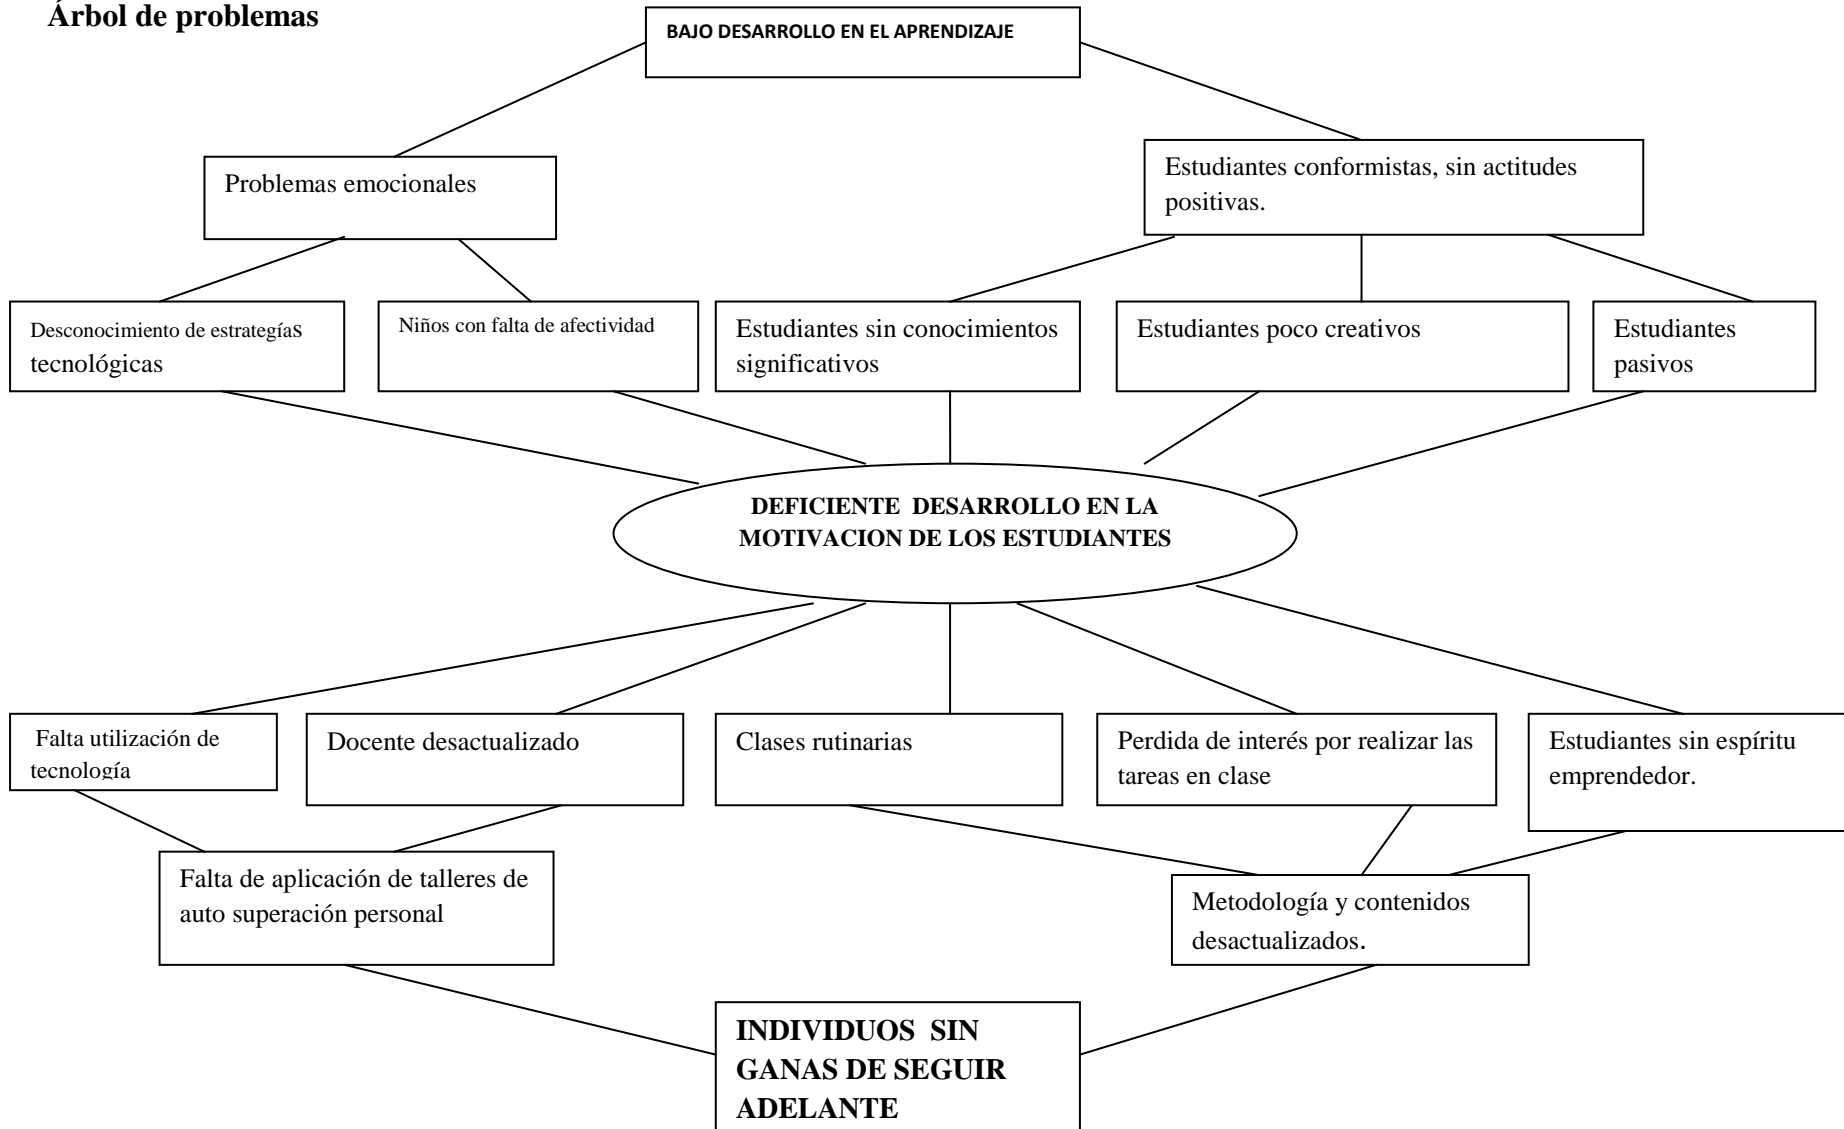 Árbol de problemas
BAJO DESARROLLO EN EL APRENDIZAJE
Problemas emocionales
Estudiantes conformistas, sin actitudes
positivas.
Desconocimiento de estrategías
tecnológicas
Niños con falta de afectividad
Estudiantes sin conocimientos
significativos
Estudiantes poco creativos
Estudiantes
pasivos
DEFICIENTE DESARROLLO EN LA
MOTIVACION DE LOS ESTUDIANTES
Falta utilización de
tecnología
Docente desactualizado
Clases rutinarias
Perdida de interés por realizar las
tareas en clase
Estudiantes sin espíritu
emprendedor.
Falta de aplicación de talleres de
auto superación personal
Metodología y contenidos
desactualizados.
INDIVIDUOS SIN
GANAS DE SEGUIR
ADELANTE